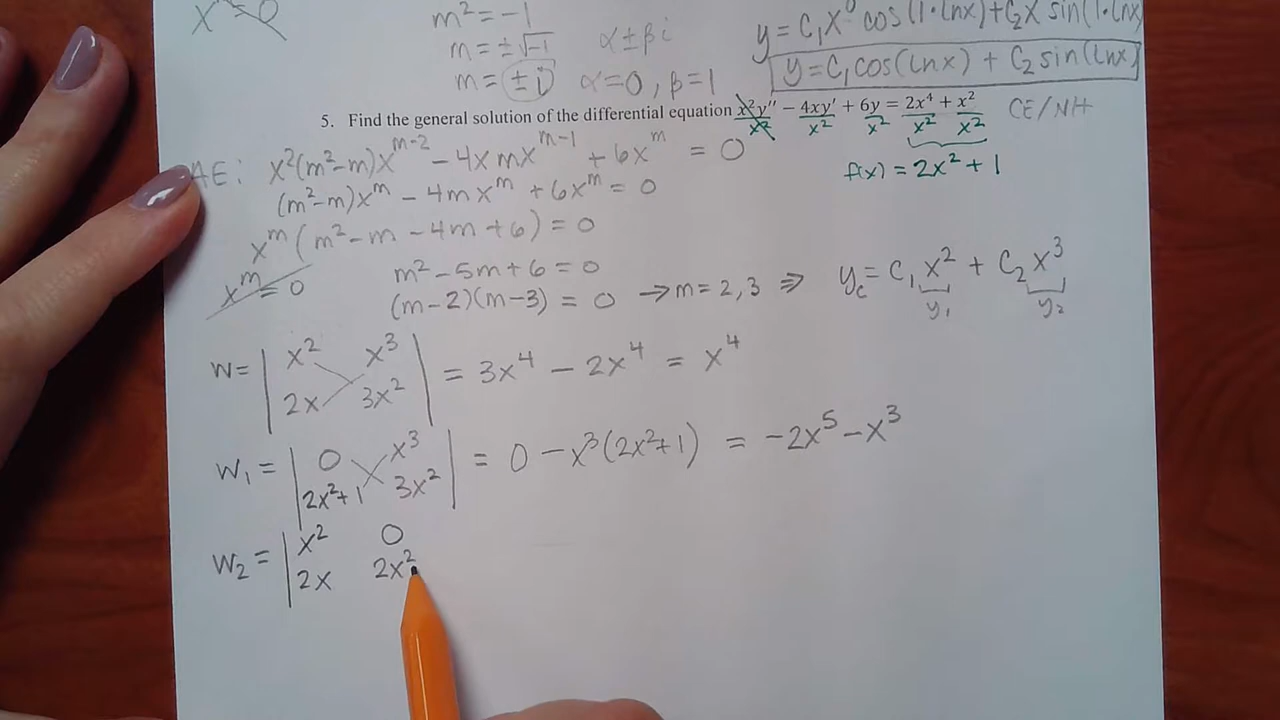 x = 0
m² = -1
m = ±√-1 α ± βi
m = ±i α=0, β=1
y = C₁x⁰cos(1·lnx)+C₂x sin(1·lnx
y = C₁cos(lnx) + C₂ sin(lnx)
5. Find the general solution of the differential equation x²y'' − 4xy' + 6y = 2x⁴ + x² CE/NH
x² x² x² x² x²
f(x) = 2x² + 1
AE: x²(m²-m)x^(m-2) - 4x mx^(m-1) + 6x^m = 0
(m²-m)x^m - 4mx^m + 6x^m = 0
x^m (m² - m - 4m + 6) = 0
x^m = 0 m² - 5m + 6 = 0
(m-2)(m-3) = 0 → m = 2, 3 ⇒ y_c = C₁x² + C₂x³
y₁ y₂
W = | x² x³ | = 3x⁴ - 2x⁴ = x⁴
2x 3x²
W₁ = | 0 x³ | = 0 - x³(2x²+1) = -2x⁵ - x³
2x²+1 3x²
W₂ = | x² 0
2x 2x²